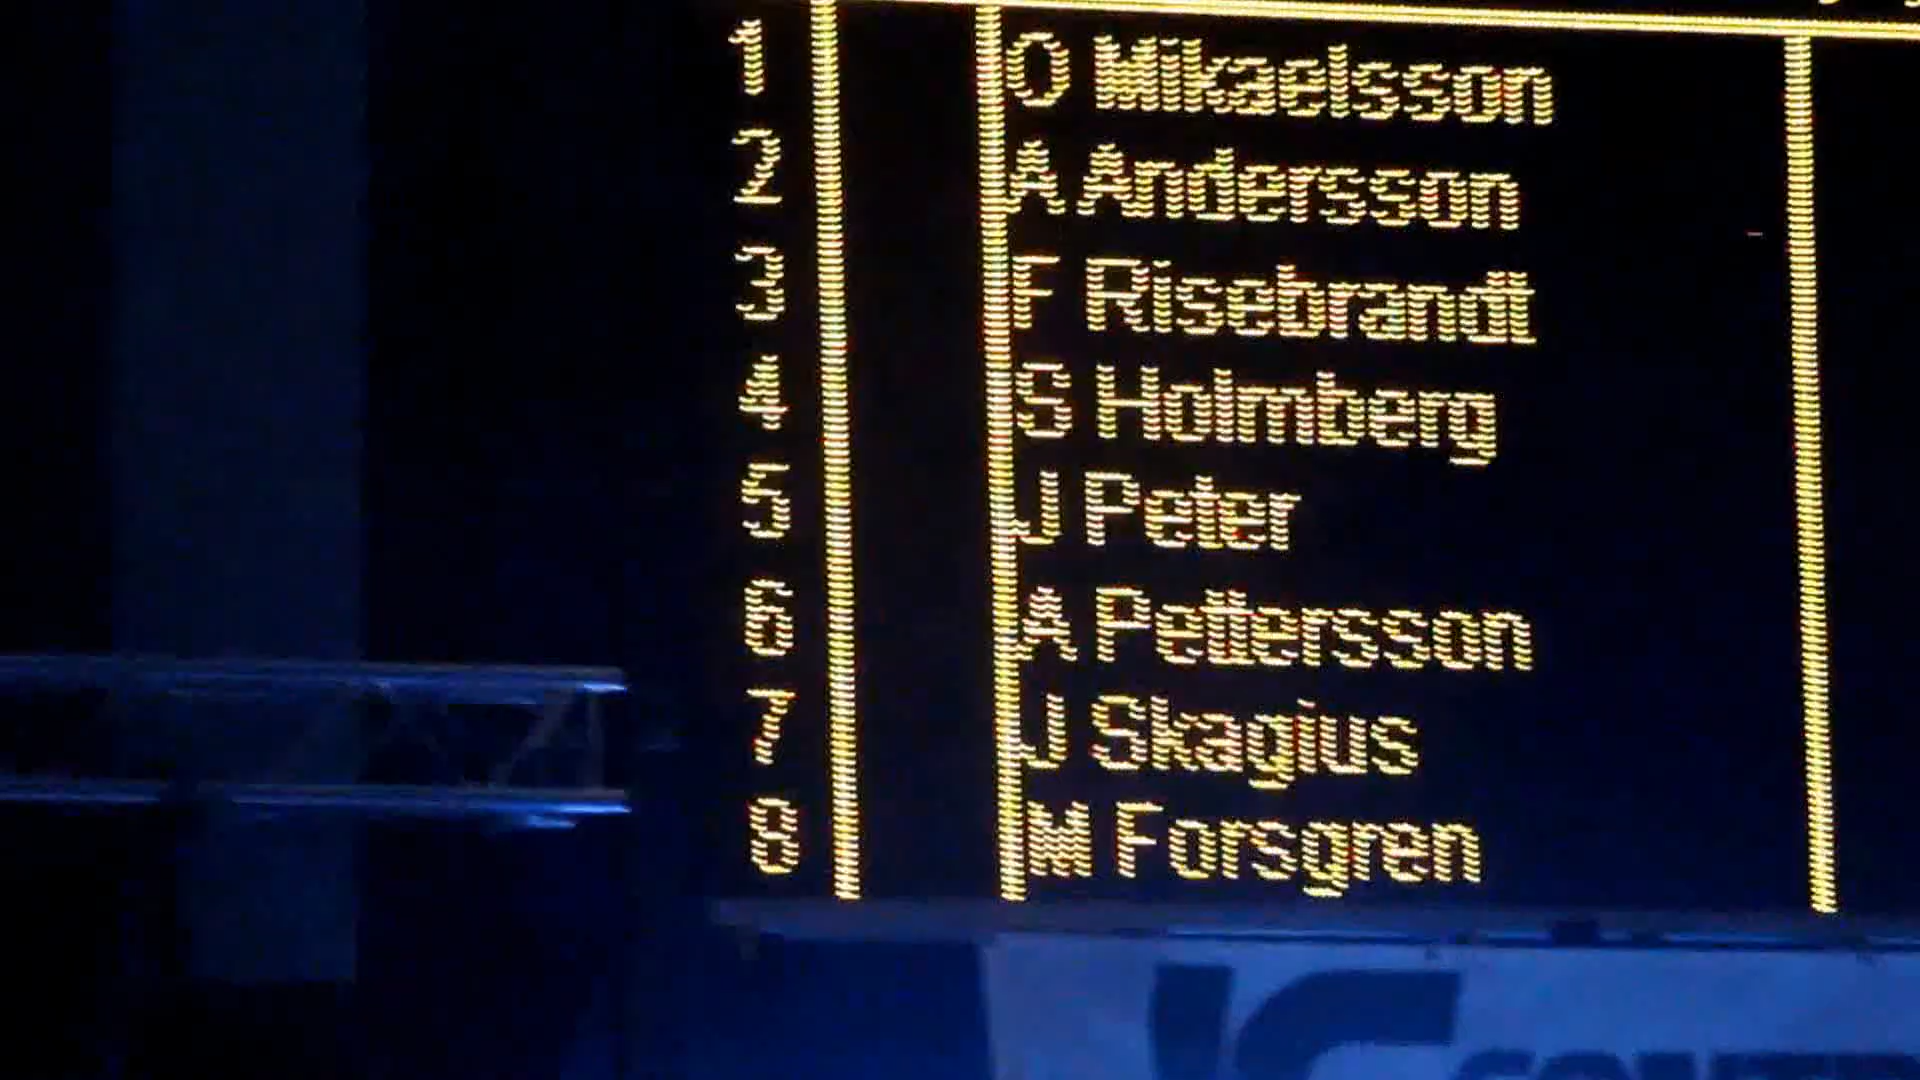 1 O Mikaelsson
2 A Andersson
3 F Risebrandt
4 S Holmberg
5 J Peter
6 A Pettersson
7 J Skagius
8 M Forsgren